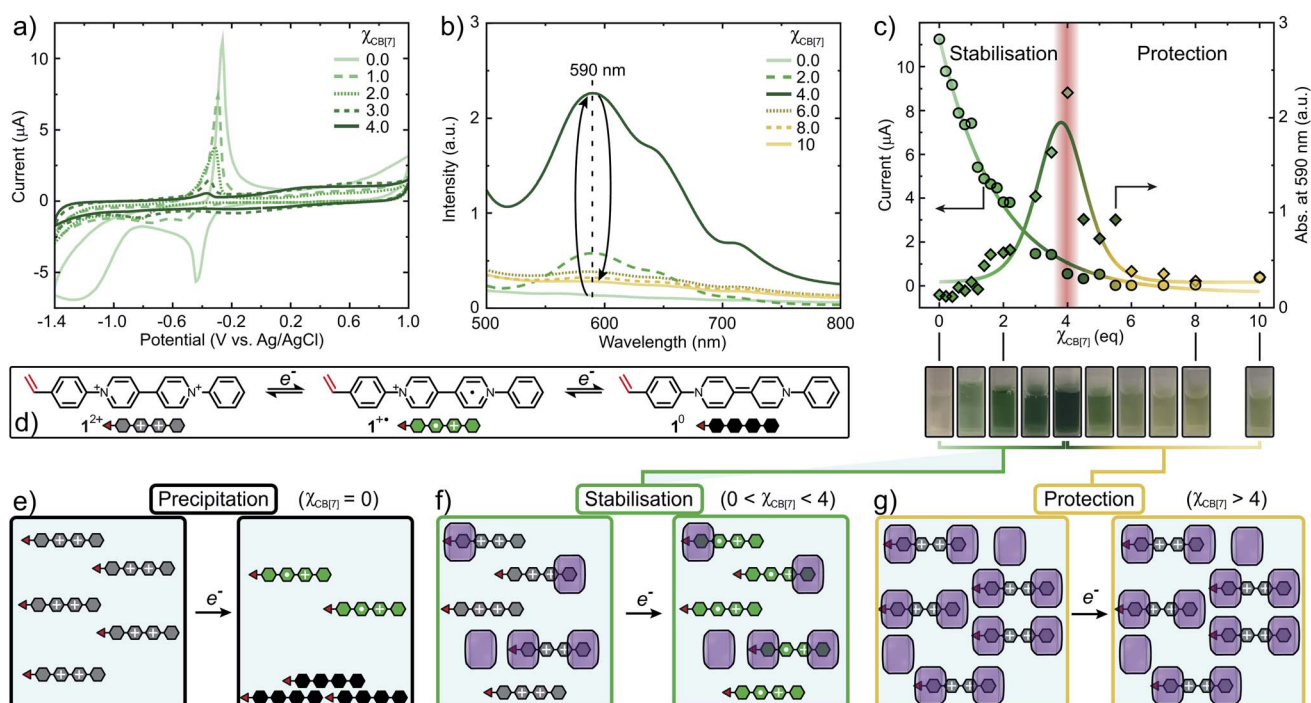 a)
Current (μA)
10
5
0
-5
-1.4
-1.0
-0.6
-0.2
0.2
0.6
1.0
Potential (V vs. Ag/AgCl)
χCB[7]
0.0
1.0
2.0
3.0
4.0
b)
Intensity (a.u.)
3
2
1
0
500
600
700
800
Wavelength (nm)
590 nm
χCB[7]
0.0
2.0
4.0
6.0
8.0
10
c)
Stabilisation
Protection
Current (μA)
10
8
6
4
2
0
Abs. at 590 nm (a.u.)
3
2
1
0
0
2
4
6
8
10
χCB[7] (eq)
d)
N
+
N
+
e-
N
+
N
e-
N
N
1²⁺
1⁺•
1⁰
e)
Precipitation
(χCB[7] = 0)
e-
f)
Stabilisation
(0 < χCB[7] < 4)
e-
g)
Protection
(χCB[7] > 4)
e-